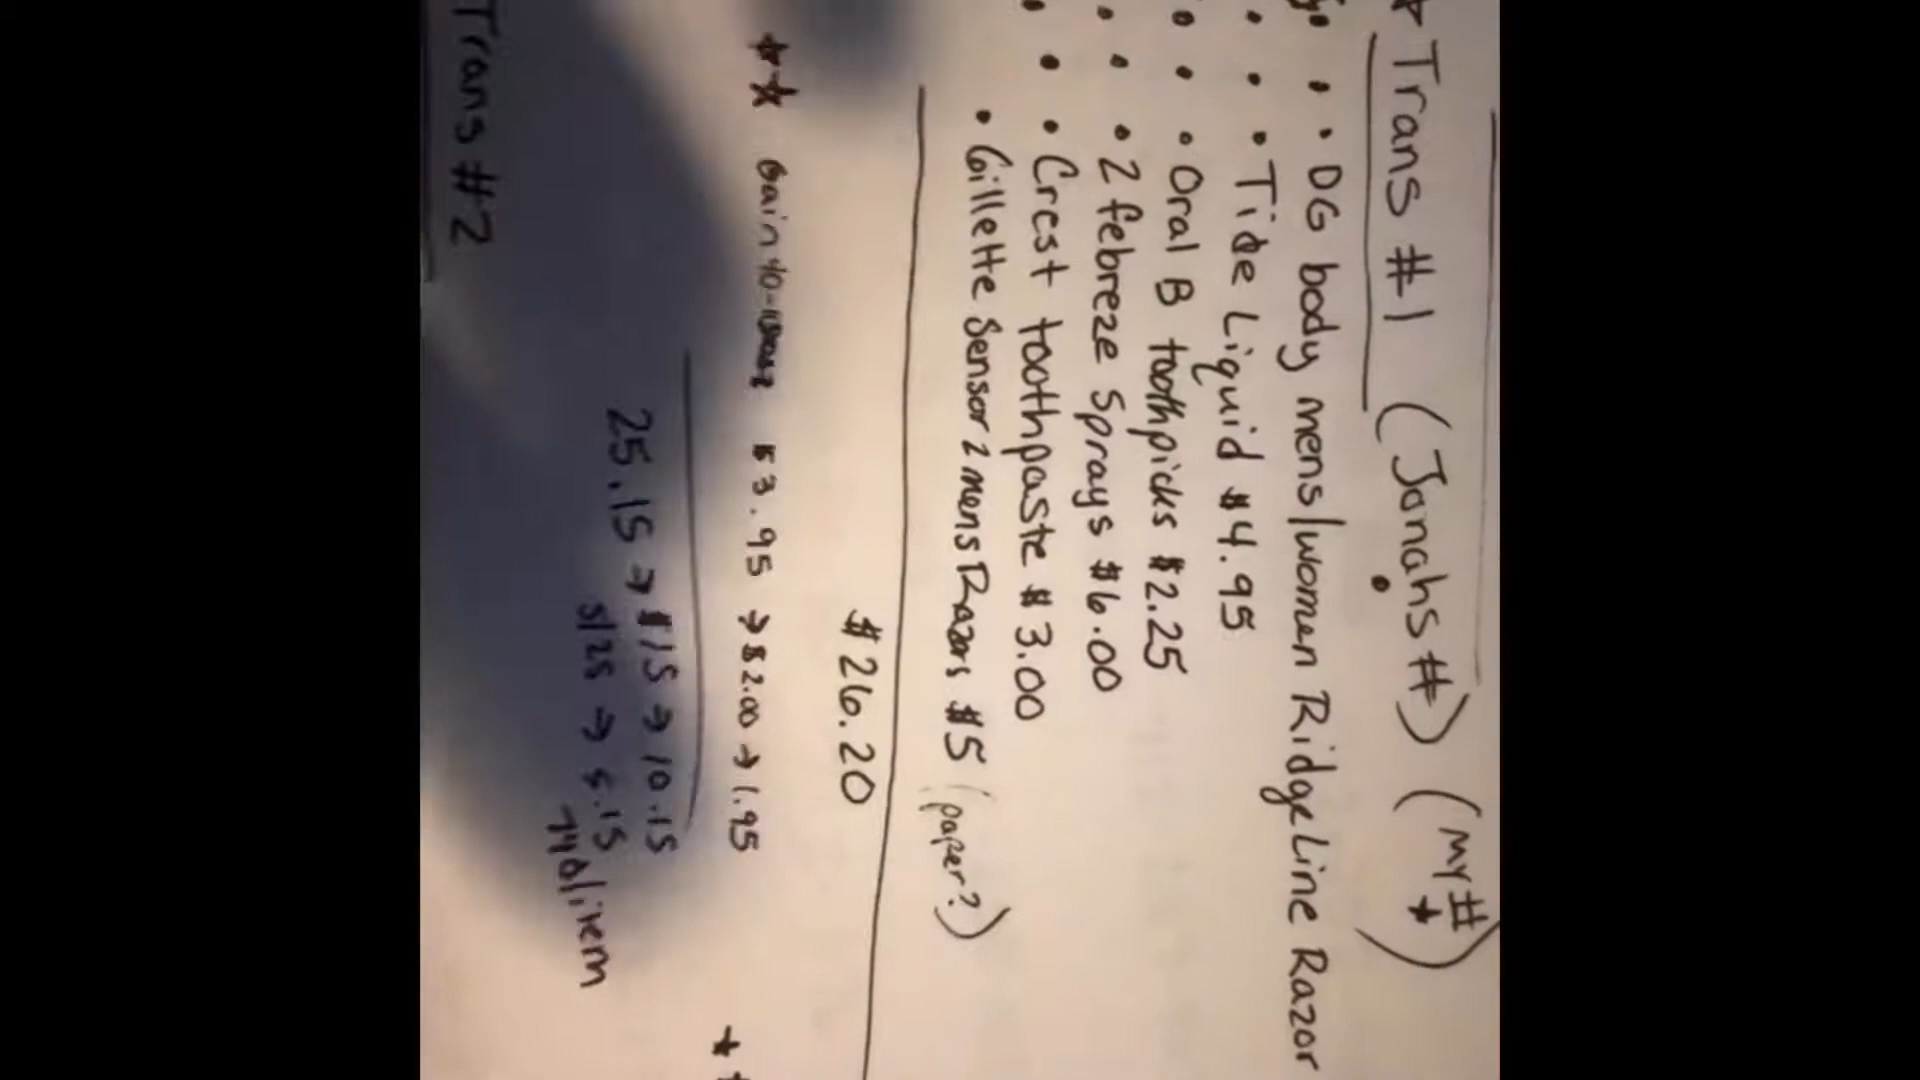 Trans #1 (Jonahs #) (My #)
• DG body mens/women RidgeLine Razor
• Tide Liquid $4.95
• Oral B toothpicks $2.25
• 2 febreze Sprays $6.00
• Crest toothpaste $3.00
• Gillette Sensor 2 mens Razors $5 (paper?)
$26.20
Gain $3.95 → $2.00 → 1.95
25.15 → $15 → 10.15
5/25 → 5.15
Trans #2